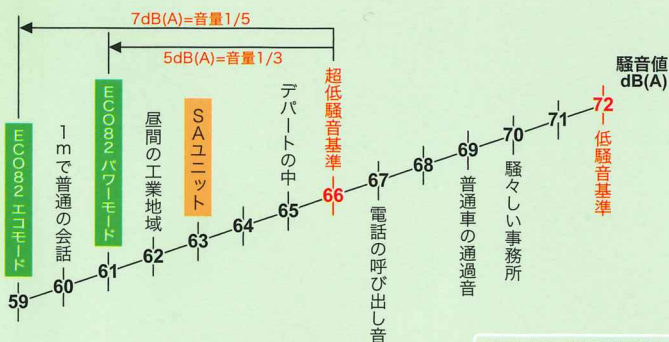 7dB(A)=音量1/5
5dB(A)=音量1/3
騒音値
dB(A)
ECO82 エコモード
59
1mで普通の会話
60
ECO82 パワーモード
61
昼間の工業地域
62
SAユニット
63
64
デパートの中
65
超低騒音基準
66
67
電話の呼び出し音
68
69
普通車の通過音
70
騒々しい事務所
71
72
低騒音基準